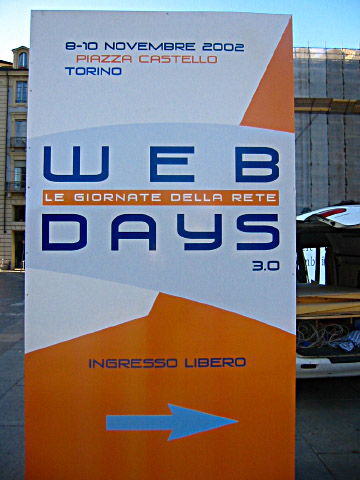 8-10 NOVEMBRE 2002
PIAZZA CASTELLO
TORINO
WEB
LE GIORNATE DELLA RETE
DAYS
3.0
INGRESSO LIBERO